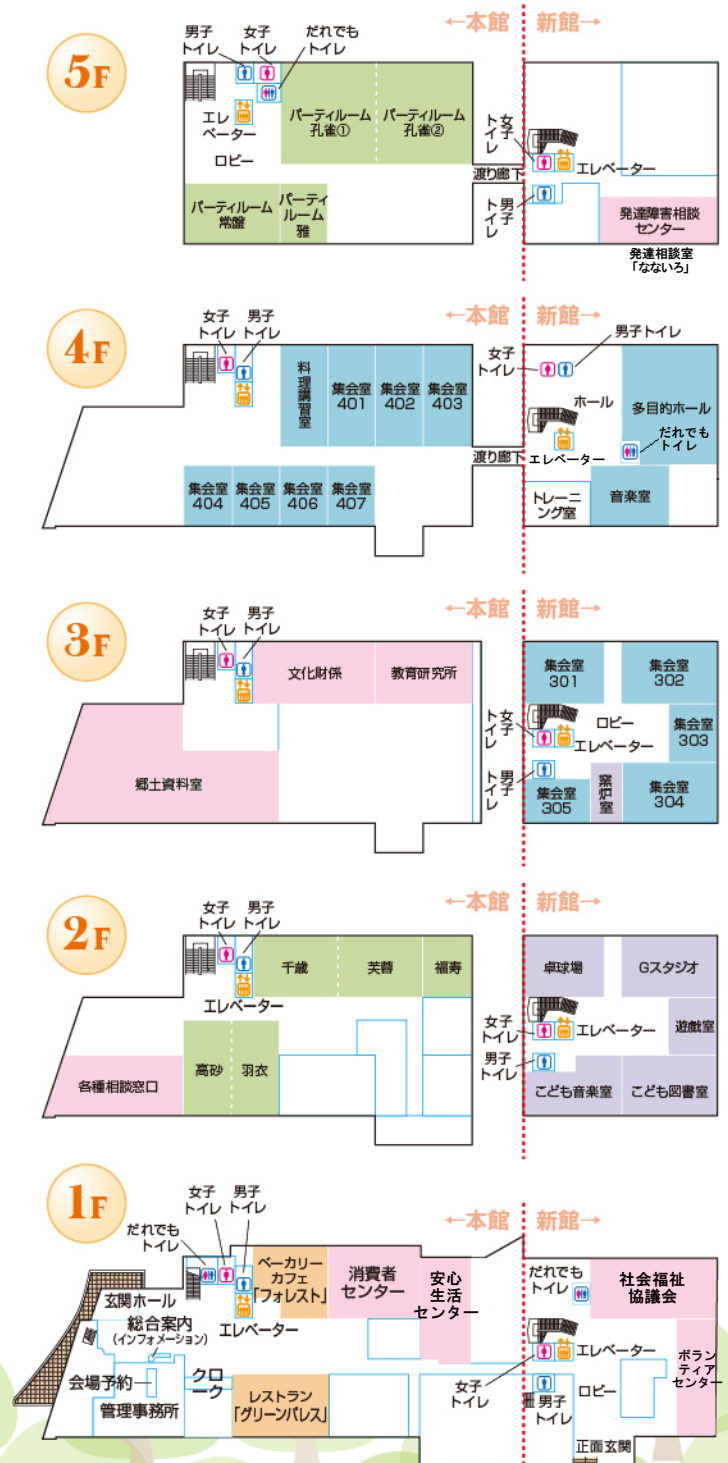 ←本館 新館→
5F
男子
トイレ
女子
トイレ
だれでも
トイレ
エレ
ベーター
ロビー
パーティルーム
孔雀①
パーティルーム
孔雀②
パーティルーム
常盤
パーティ
ルーム
雅
渡り廊下
女子
トイレ
エレベーター
男子
トイレ
発達障害相談
センター
発達相談室
「なないろ」
←本館 新館→
4F
女子
トイレ
男子
トイレ
料理講習室
集会室
401
集会室
402
集会室
403
集会室
404
集会室
405
集会室
406
集会室
407
渡り廊下
女子
トイレ
男子トイレ
ホール
エレベーター
多目的ホール
だれでも
トイレ
トレーニ
ング室
音楽室
←本館 新館→
3F
女子
トイレ
男子
トイレ
文化財係
教育研究所
郷土資料室
集会室
301
集会室
302
女子
トイレ
ロビー
エレベーター
集会室
303
男子
トイレ
集会室
305
窯炉室
集会室
304
←本館 新館→
2F
女子
トイレ
男子
トイレ
エレベーター
千歳
芙蓉
福寿
高砂
羽衣
各種相談窓口
卓球場
Gスタジオ
女子
トイレ
エレベーター
遊戯室
男子
トイレ
こども音楽室
こども図書室
←本館 新館→
1F
だれでも
トイレ
女子
トイレ
男子
トイレ
ベーカリー
カフェ
「フォレスト」
消費者
センター
安心
生活
センター
玄関ホール
エレベーター
総合案内
(インフォメーション)
会場予約
管理事務所
クロ
ーク
レストラン
「グリーンパレス」
だれでも
トイレ
社会福祉
協議会
エレベーター
女子
トイレ
男子
トイレ
ロビー
ボラン
ティア
センター
正面玄関